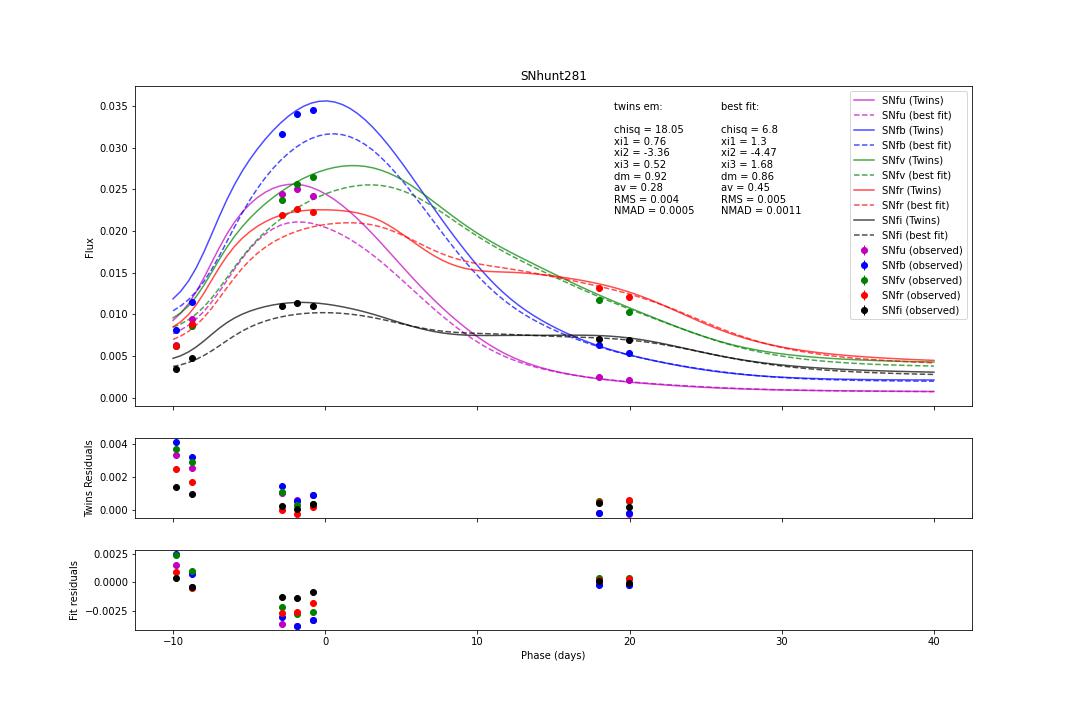 SNhunt281
Flux
0.035
0.030
0.025
0.020
0.015
0.010
0.005
0.000
twins em:
chisq = 18.05
xi1 = 0.76
xi2 = -3.36
xi3 = 0.52
dm = 0.92
av = 0.28
RMS = 0.004
NMAD = 0.0005
best fit:
chisq = 6.8
xi1 = 1.3
xi2 = -4.47
xi3 = 1.68
dm = 0.86
av = 0.45
RMS = 0.005
NMAD = 0.0011
SNfu (Twins)
SNfu (best fit)
SNfb (Twins)
SNfb (best fit)
SNfv (Twins)
SNfv (best fit)
SNfr (Twins)
SNfr (best fit)
SNfi (Twins)
SNfi (best fit)
SNfu (observed)
SNfb (observed)
SNfv (observed)
SNfr (observed)
SNfi (observed)
Twins Residuals
0.004
0.002
0.000
Fit residuals
0.0025
0.0000
−0.0025
−10 0 10 20 30 40
Phase (days)